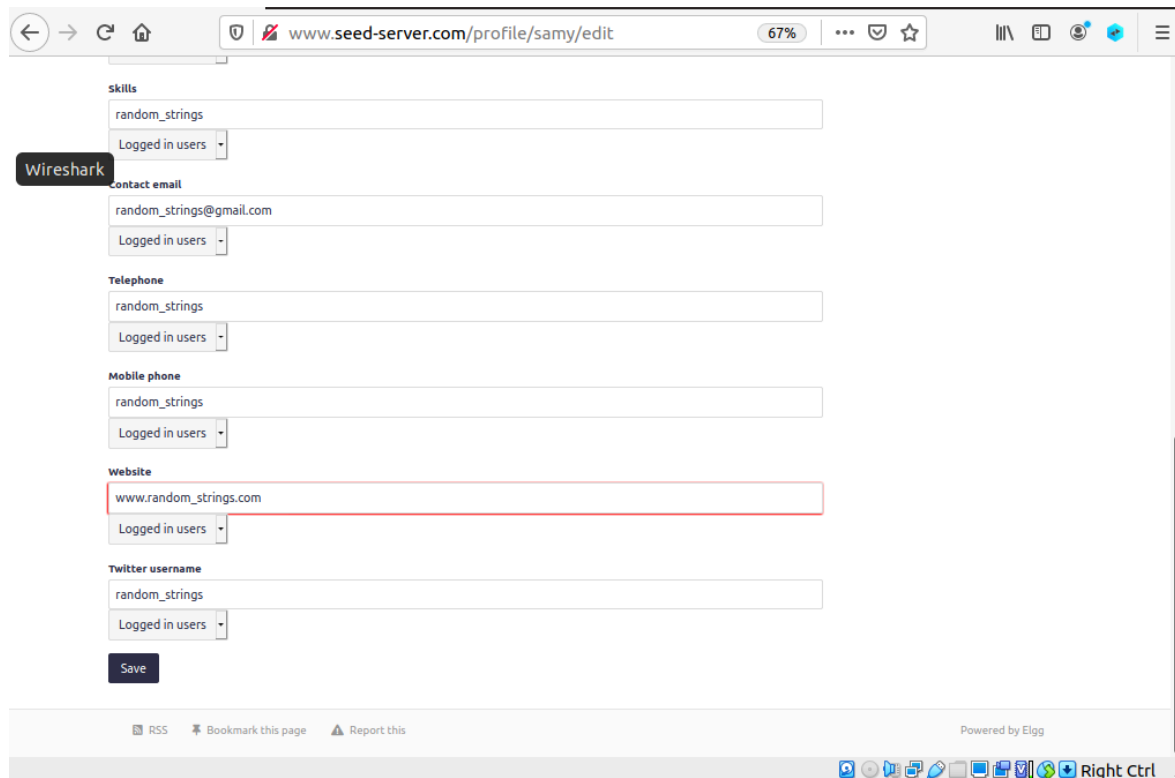 www.seed-server.com/profile/samy/edit
67%
Skills
random_strings
Logged in users
Wireshark
Contact email
random_strings@gmail.com
Logged in users
Telephone
random_strings
Logged in users
Mobile phone
random_strings
Logged in users
Website
www.random_strings.com
Logged in users
Twitter username
random_strings
Logged in users
Save
RSS Bookmark this page Report this Powered by Elgg
Right Ctrl